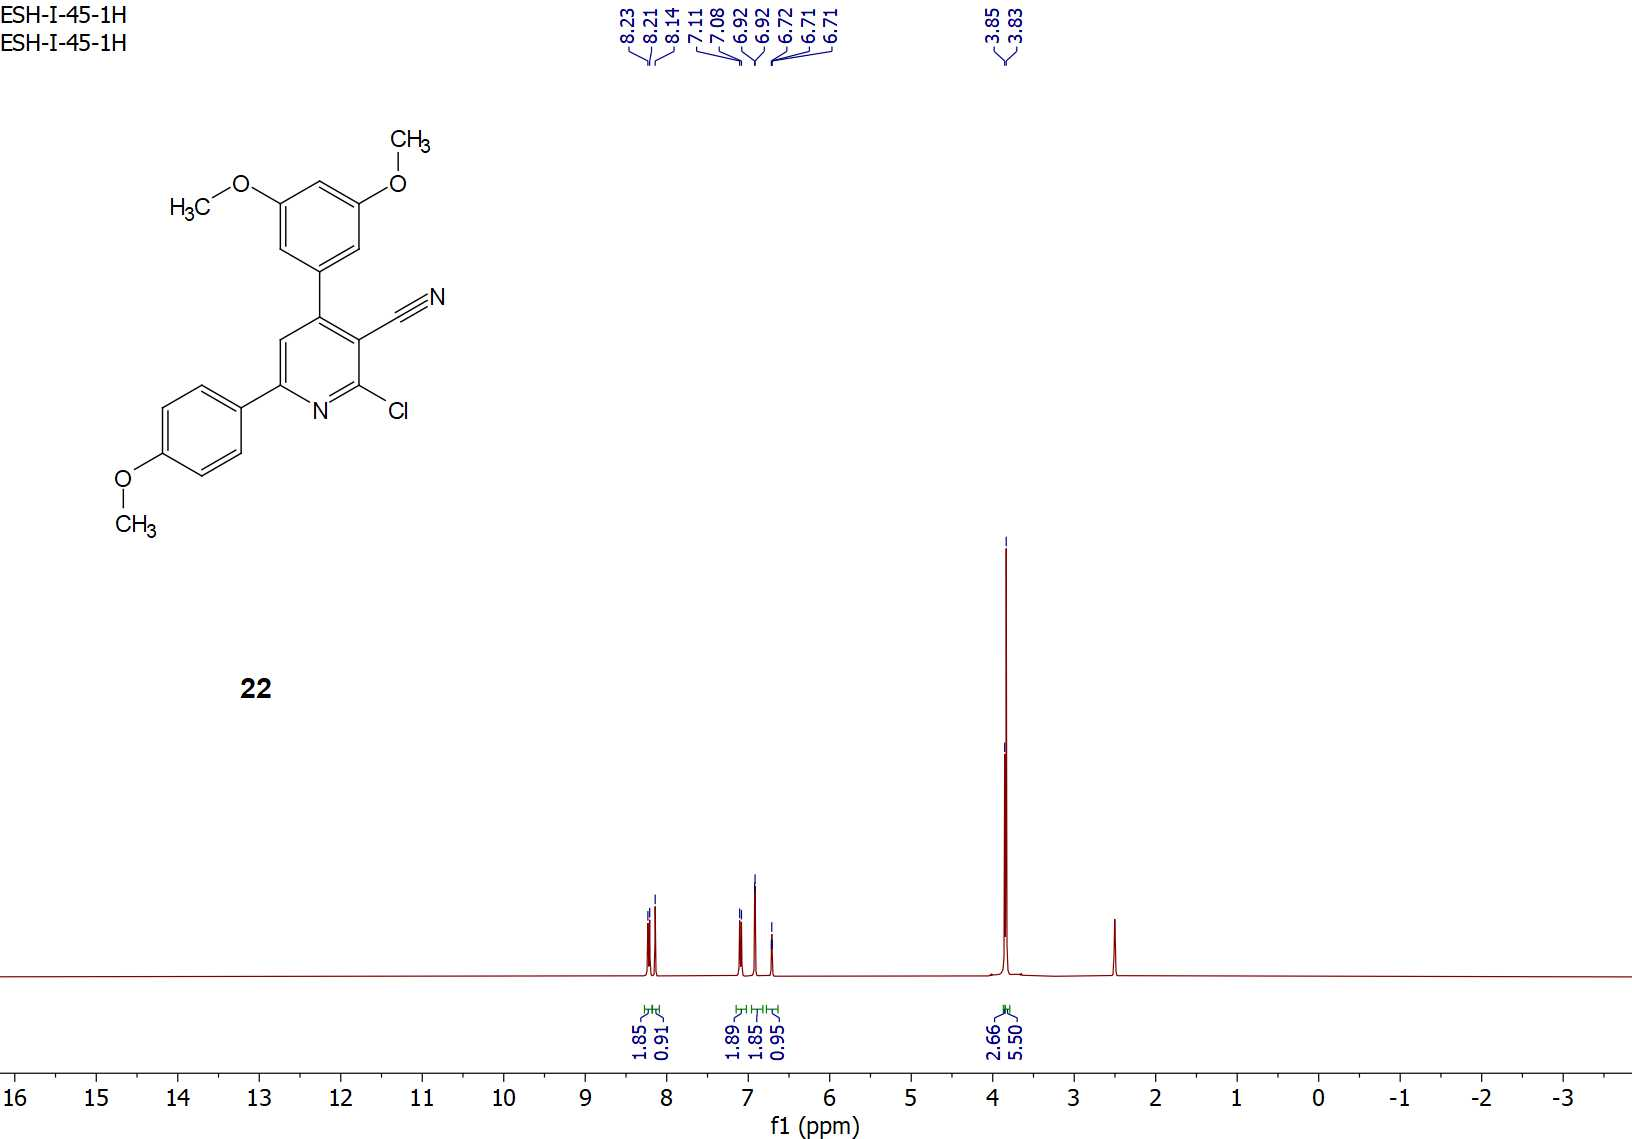 ESH-I-45-1H
ESH-I-45-1H
8.23
8.21
8.14
7.11
7.08
6.92
6.92
6.72
6.71
6.71
3.85
3.83
CH3
O
O
H3C
N
N
Cl
O
CH3
22
1.85
0.91
1.89
1.85
0.95
2.66
5.50
16 15 14 13 12 11 10 9 8 7 6 5 4 3 2 1 0 -1 -2 -3
f1 (ppm)